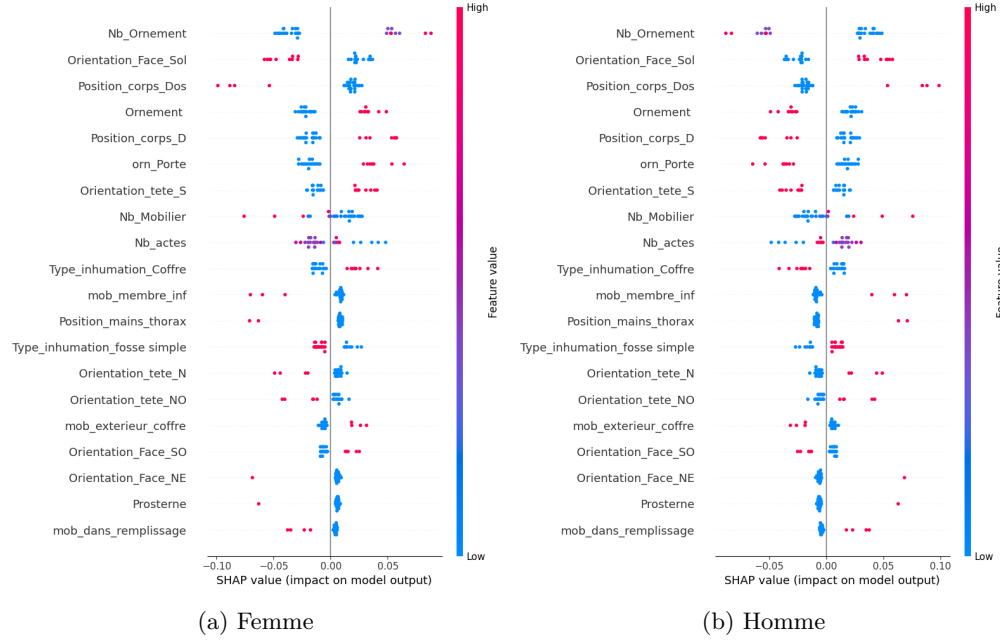 High
Nb_Ornement
Orientation_Face_Sol
Position_corps_Dos
Ornement
Position_corps_D
orn_Porte
Orientation_tete_S
Nb_Mobilier
Nb_actes
Type_inhumation_Coffre
mob_membre_inf
Position_mains_thorax
Type_inhumation_fosse simple
Orientation_tete_N
Orientation_tete_NO
mob_exterieur_coffre
Orientation_Face_SO
Orientation_Face_NE
Prosterne
mob_dans_remplissage
Feature value
Low
−0.10 −0.05 0.00 0.05
SHAP value (impact on model output)
(a) Femme
High
Nb_Ornement
Orientation_Face_Sol
Position_corps_Dos
Ornement
Position_corps_D
orn_Porte
Orientation_tete_S
Nb_Mobilier
Nb_actes
Type_inhumation_Coffre
mob_membre_inf
Position_mains_thorax
Type_inhumation_fosse simple
Orientation_tete_N
Orientation_tete_NO
mob_exterieur_coffre
Orientation_Face_SO
Orientation_Face_NE
Prosterne
mob_dans_remplissage
Feature value
Low
−0.05 0.00 0.05 0.10
SHAP value (impact on model output)
(b) Homme